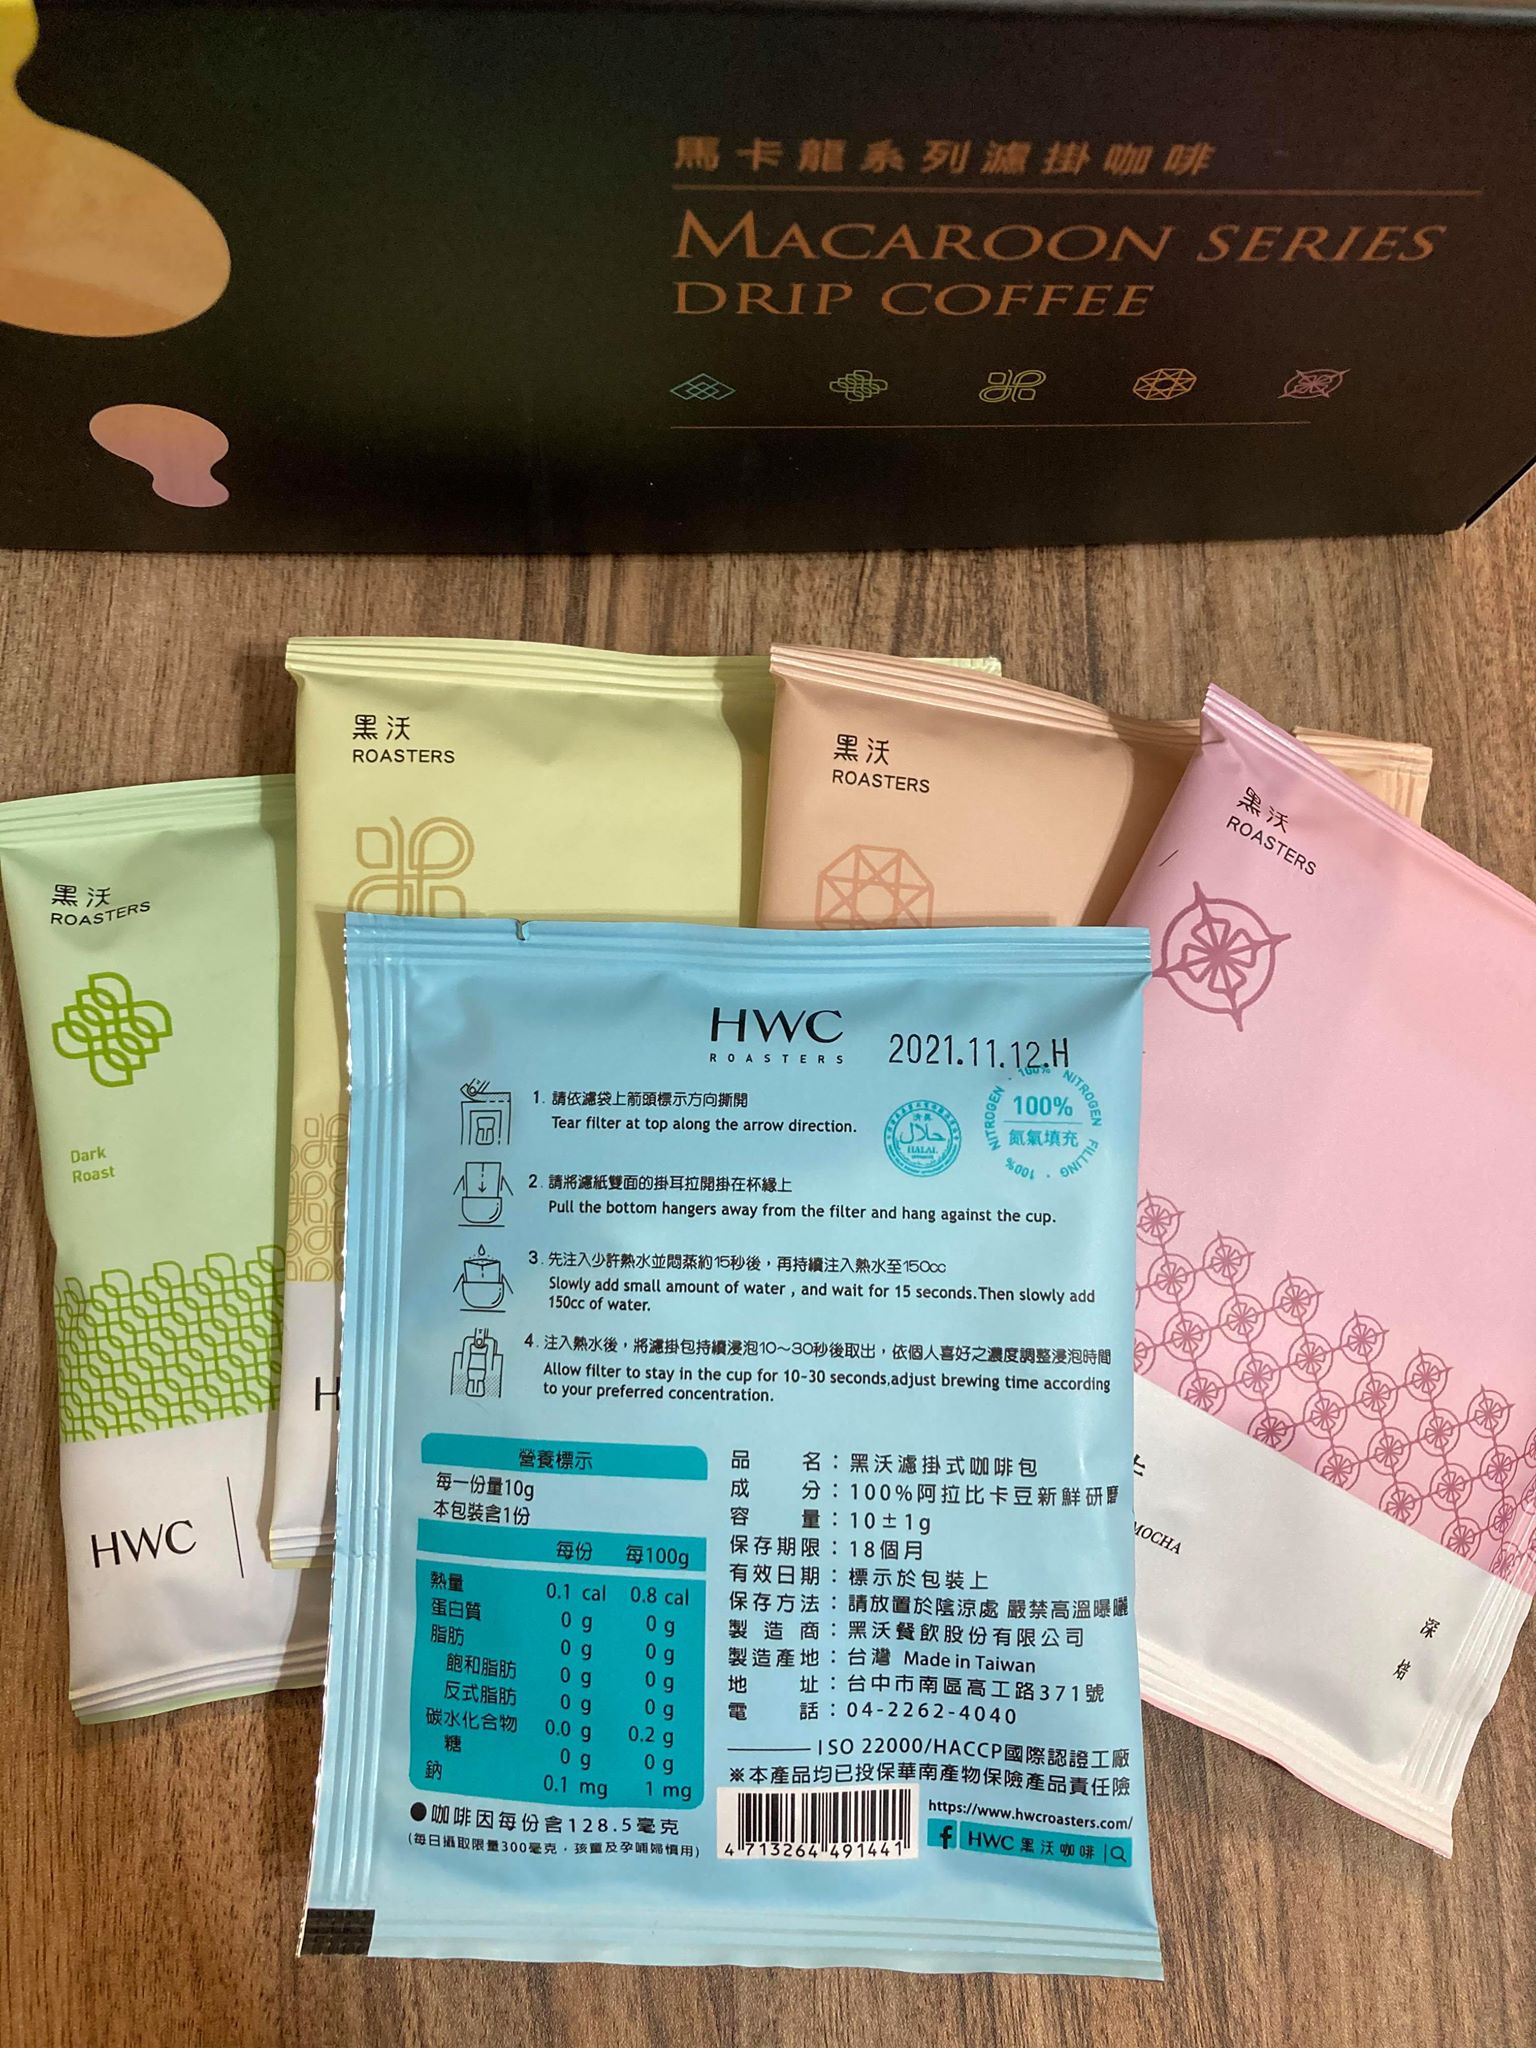 馬卡龍系列濾掛咖啡
MACAROON SERIES
DRIP COFFEE
黑沃
ROASTERS
黑沃
ROASTERS
黑沃
ROASTERS
黑沃
ROASTERS
Dark
Roast
HWC
H
MOCHA
深焙
HWC
ROASTERS
2021.11.12.H
1. 請依濾袋上箭頭標示方向撕開
Tear filter at top along the arrow direction.
清真
HALAL
100% NITROGEN FILLING · 100% NITROGEN
100%
氮氣填充
2. 請將濾紙雙面的掛耳拉開掛在杯緣上
Pull the bottom hangers away from the filter and hang against the cup.
3. 先注入少許熱水並悶蒸約15秒後，再持續注入熱水至150cc
Slowly add small amount of water , and wait for 15 seconds.Then slowly add
150cc of water.
4. 注入熱水後，將濾掛包持續浸泡10～30秒後取出，依個人喜好之濃度調整浸泡時間
Allow filter to stay in the cup for 10~30 seconds,adjust brewing time according
to your preferred concentration.
營養標示
每一份量10g
本包裝含1份
每份 每100g
熱量 0.1 cal 0.8 cal
蛋白質 0 g 0 g
脂肪 0 g 0 g
飽和脂肪 0 g 0 g
反式脂肪 0 g 0 g
碳水化合物 0.0 g 0.2 g
糖 0 g 0 g
鈉 0.1 mg 1 mg
●咖啡因每份含128.5毫克
(每日攝取限量300毫克，孩童及孕哺婦慎用)
品名：黑沃濾掛式咖啡包
成分：100%阿拉比卡豆新鮮研磨
容量：10±1g
保存期限：18個月
有效日期：標示於包裝上
保存方法：請放置於陰涼處 嚴禁高溫曝曬
製造商：黑沃餐飲股份有限公司
製造產地：台灣 Made in Taiwan
地址：台中市南區高工路371號
電話：04-2262-4040
ISO 22000/HACCP國際認證工廠
※本產品均已投保華南產物保險產品責任險
4 713264 491441
https://www.hwcroasters.com/
f HWC 黑沃咖啡